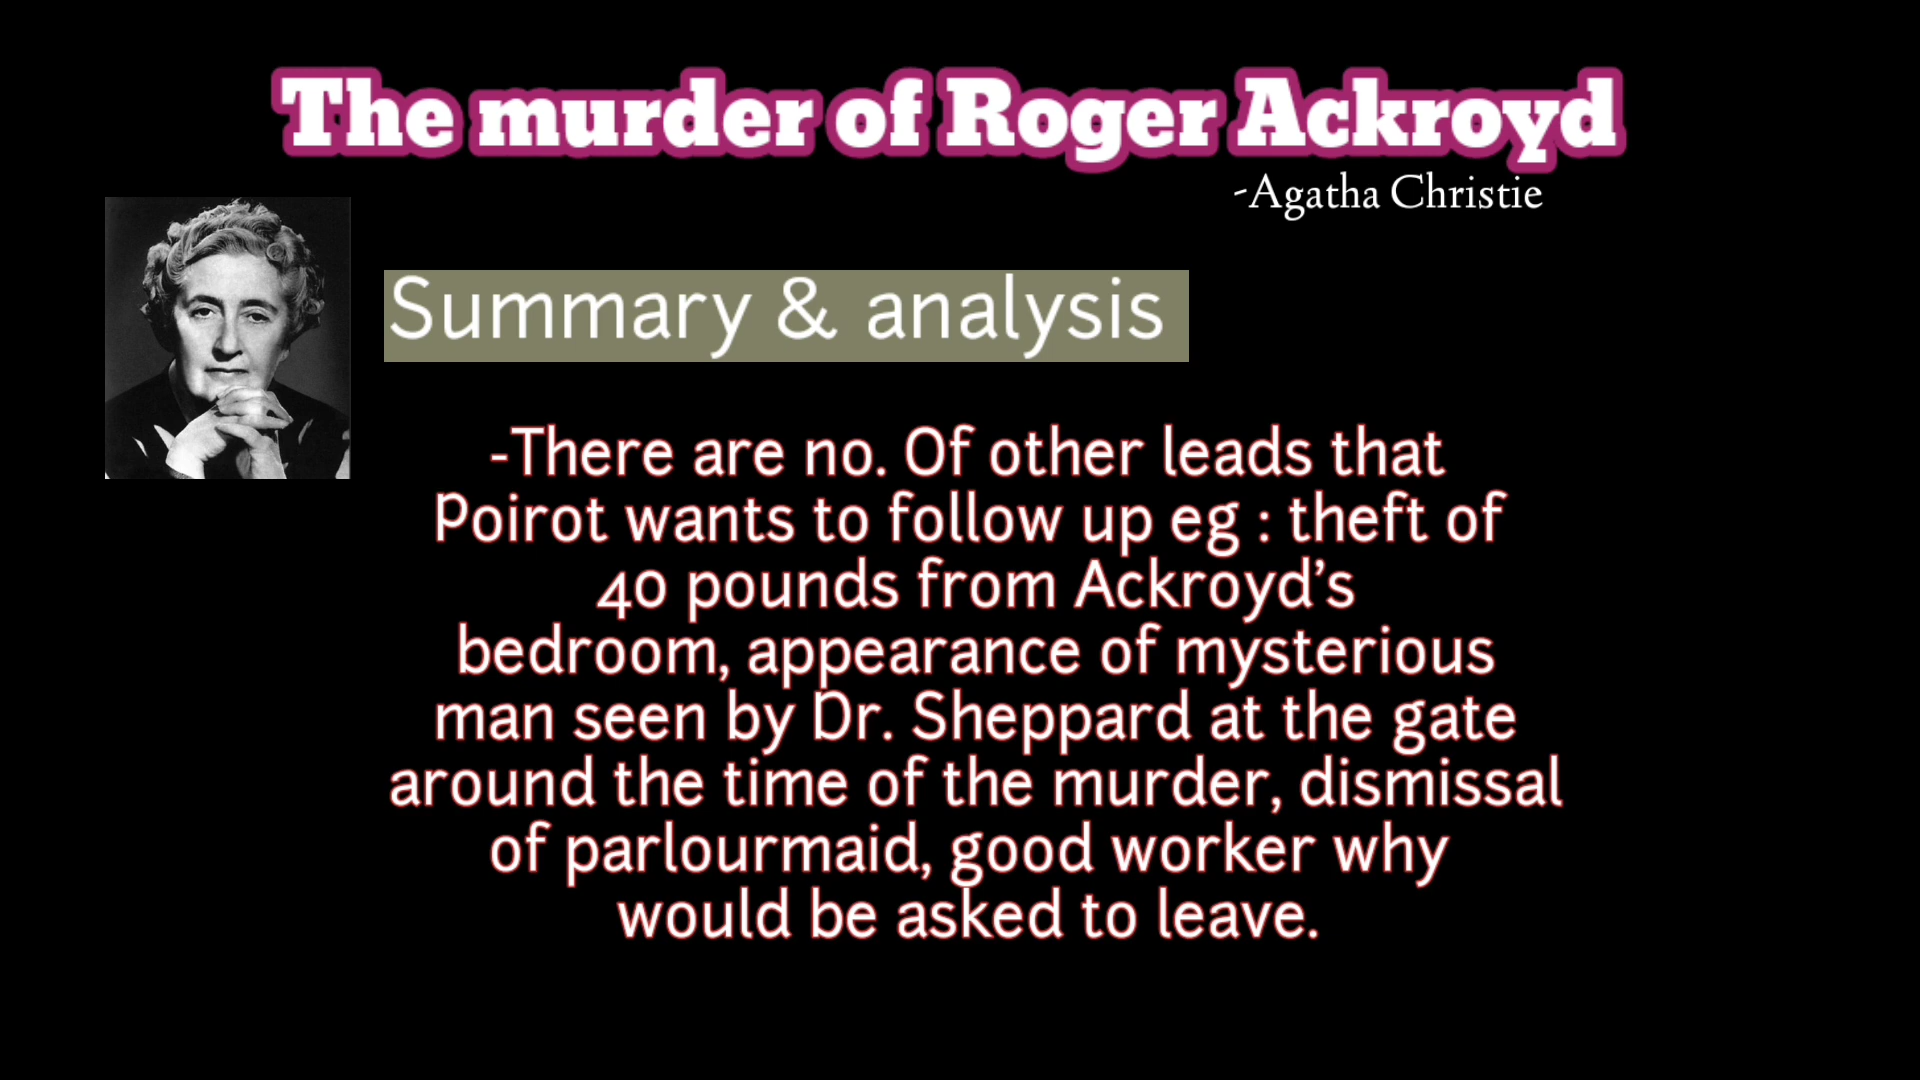 The murder of Roger Ackroyd
-Agatha Christie
Summary & analysis
-There are no. Of other leads that
Poirot wants to follow up eg : theft of
40 pounds from Ackroyd’s
bedroom, appearance of mysterious
man seen by Dr. Sheppard at the gate
around the time of the murder, dismissal
of parlourmaid, good worker why
would be asked to leave.